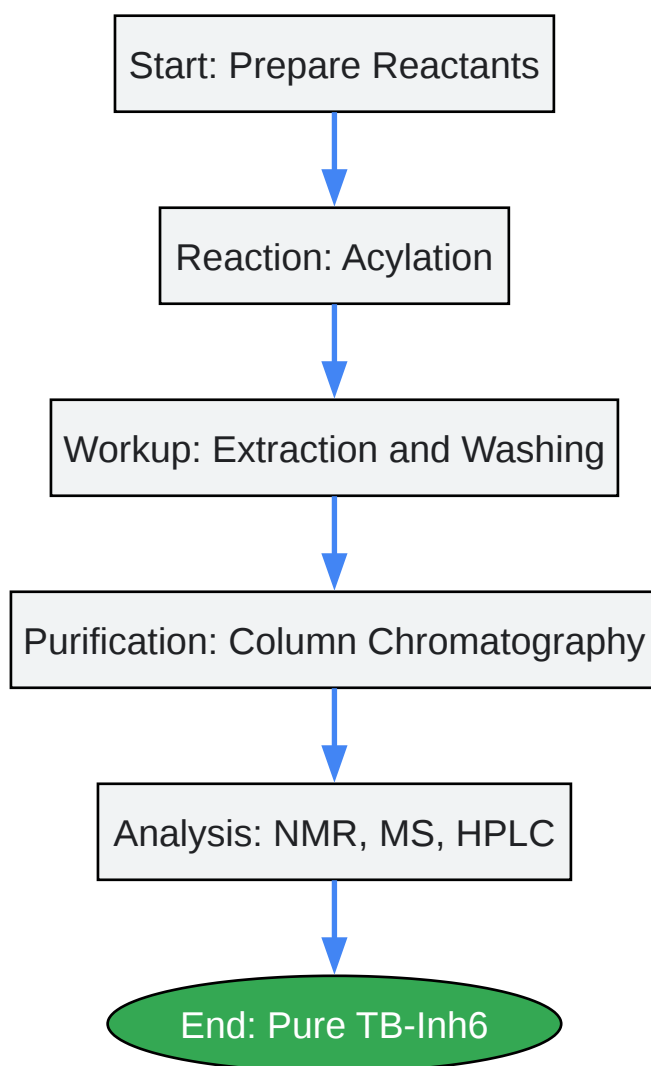 Start: Prepare Reactants
Reaction: Acylation
Workup: Extraction and Washing
Purification: Column Chromatography
Analysis: NMR, MS, HPLC
End: Pure TB-Inh6